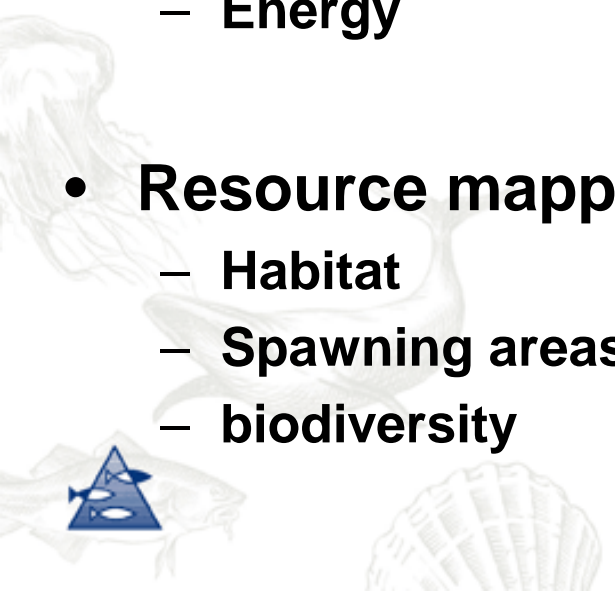 – Energy
• Resource mapp
– Habitat
– Spawning areas
– biodiversity